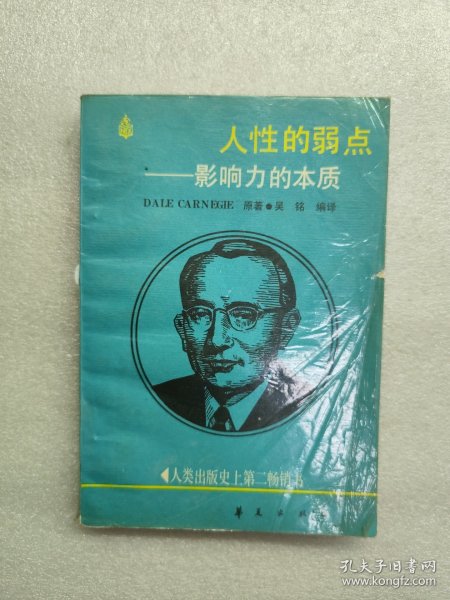 人性的弱点
——影响力的本质
DALE CARNEGIE 原著●吴 铭 编译
人类出版史上第二畅销书
华夏出版
孔夫子旧书网
www.kongfz.com